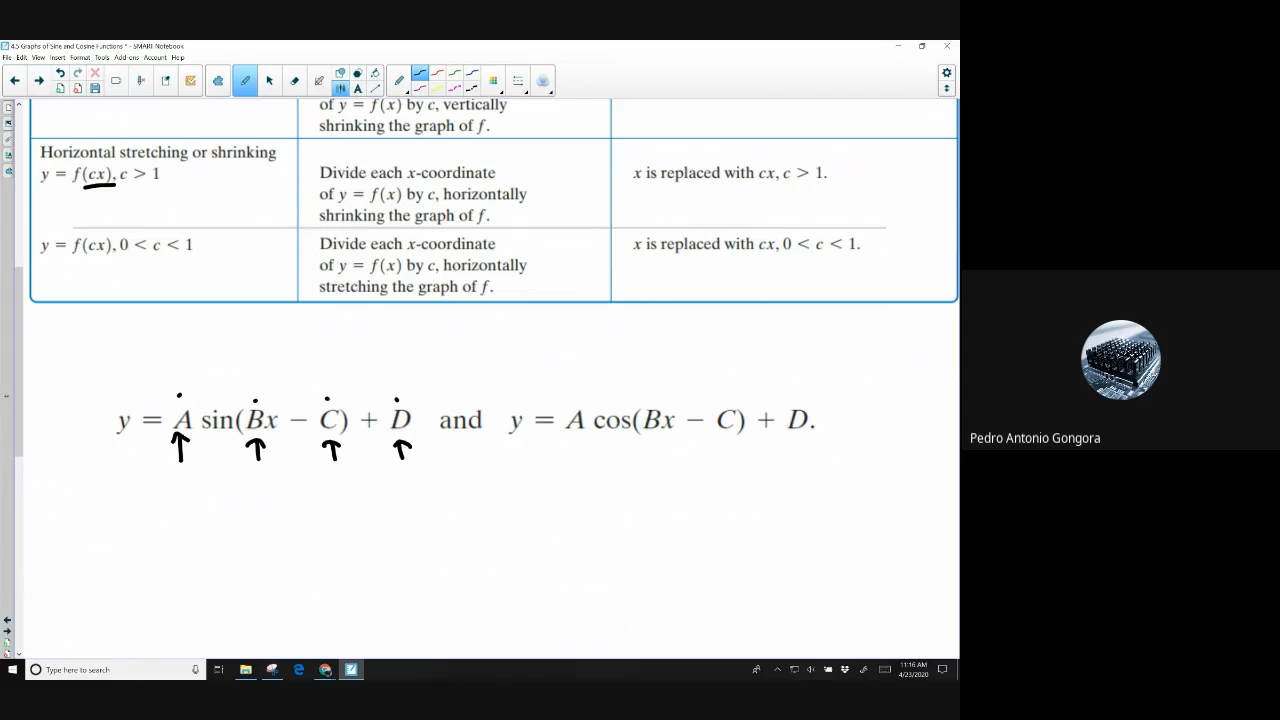 4.5 Graphs of Sine and Cosine Functions * - SMART Notebook
File Edit View Insert Format Tools Add-ons Account Help
of y = f(x) by c, vertically
shrinking the graph of f.
Horizontal stretching or shrinking
y = f(cx), c > 1
Divide each x-coordinate
of y = f(x) by c, horizontally
shrinking the graph of f.
x is replaced with cx, c > 1.
y = f(cx), 0 < c < 1
Divide each x-coordinate
of y = f(x) by c, horizontally
stretching the graph of f.
x is replaced with cx, 0 < c < 1.
y = A sin(Bx − C) + D and y = A cos(Bx − C) + D.
Pedro Antonio Gongora
Type here to search
11:16 AM
4/23/2020